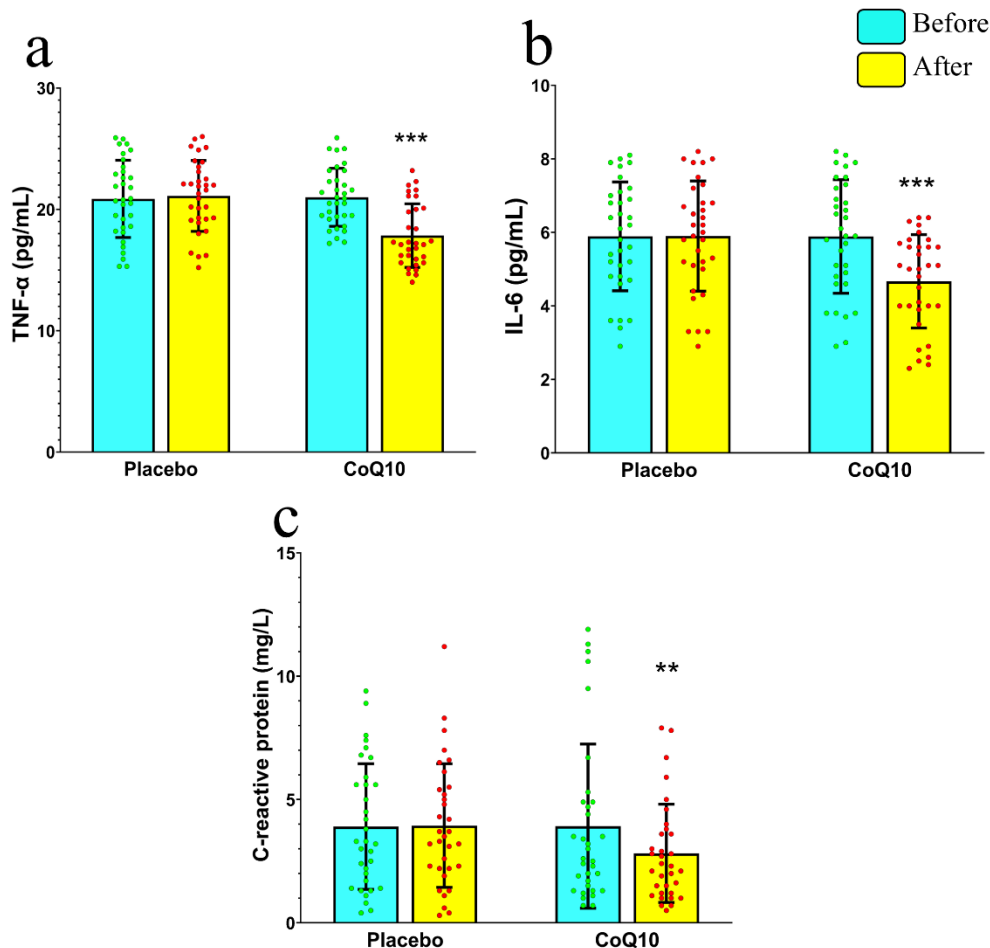 a
b
Before
After
TNF-α (pg/mL)
30
20
10
0
***
Placebo
CoQ10
IL-6 (pg/mL)
10
8
6
4
2
0
***
Placebo
CoQ10
c
C-reactive protein (mg/L)
15
10
5
0
**
Placebo
CoQ10